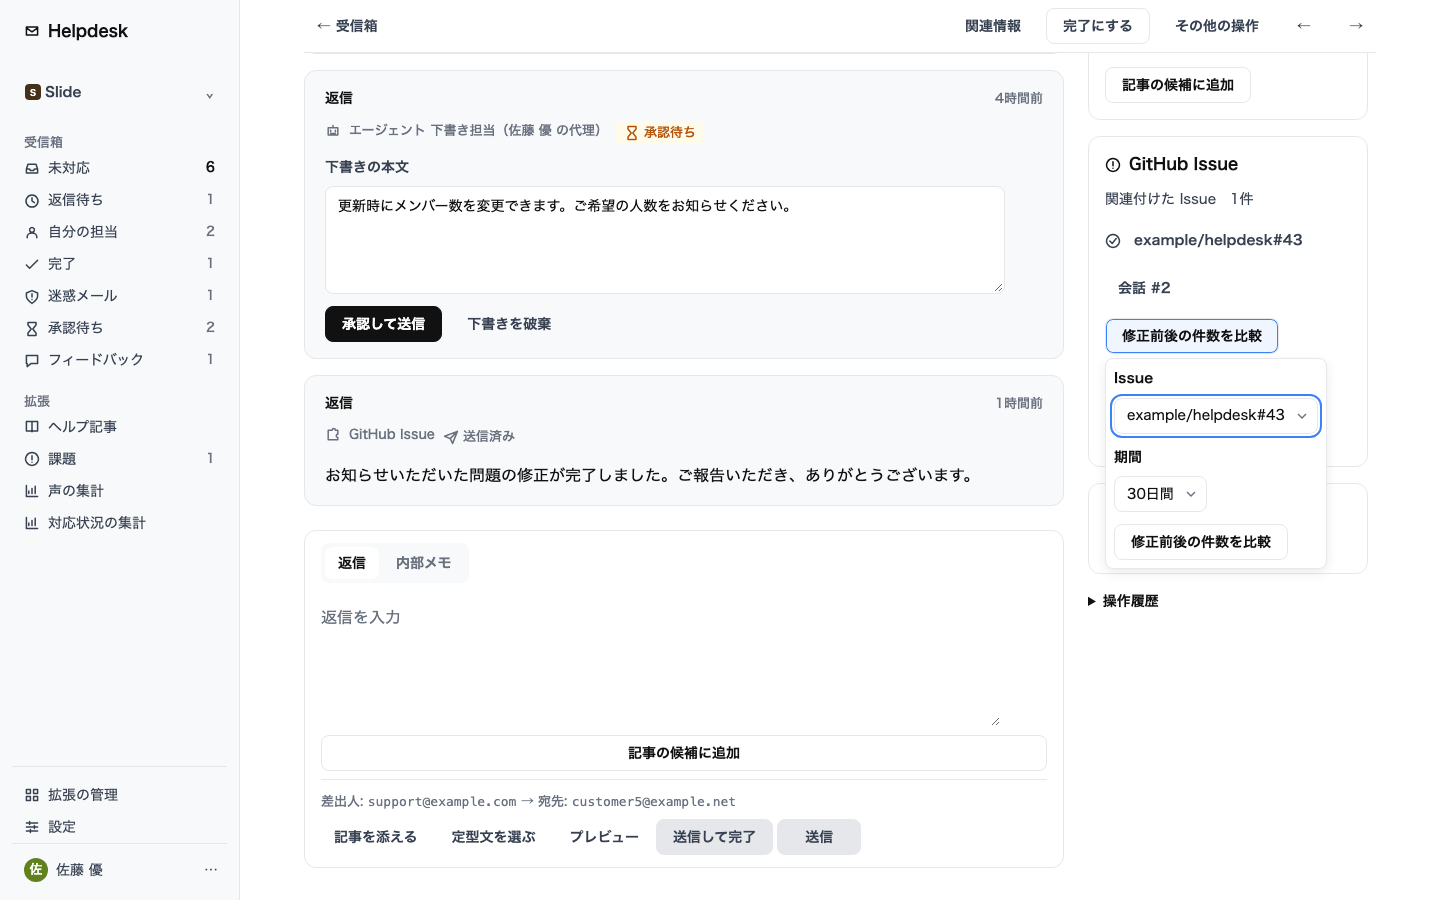 Helpdesk
S Slide
受信箱
未対応 6
返信待ち 1
自分の担当 2
完了 1
迷惑メール 1
承認待ち 2
フィードバック 1
拡張
ヘルプ記事
課題 1
声の集計
対応状況の集計
拡張の管理
設定
佐 佐藤 優 …
← 受信箱
関連情報 完了にする その他の操作 ← →
返信 4時間前
エージェント 下書き担当（佐藤 優 の代理） 承認待ち
下書きの本文
更新時にメンバー数を変更できます。ご希望の人数をお知らせください。
承認して送信 下書きを破棄
返信 1時間前
GitHub Issue 送信済み
お知らせいただいた問題の修正が完了しました。ご報告いただき、ありがとうございます。
返信 内部メモ
返信を入力
記事の候補に追加
差出人: support@example.com → 宛先: customer5@example.net
記事を添える 定型文を選ぶ プレビュー 送信して完了 送信
記事の候補に追加
GitHub Issue
関連付けた Issue 1件
example/helpdesk#43
会話 #2
修正前後の件数を比較
Issue
example/helpdesk#43
期間
30日間
修正前後の件数を比較
▶ 操作履歴